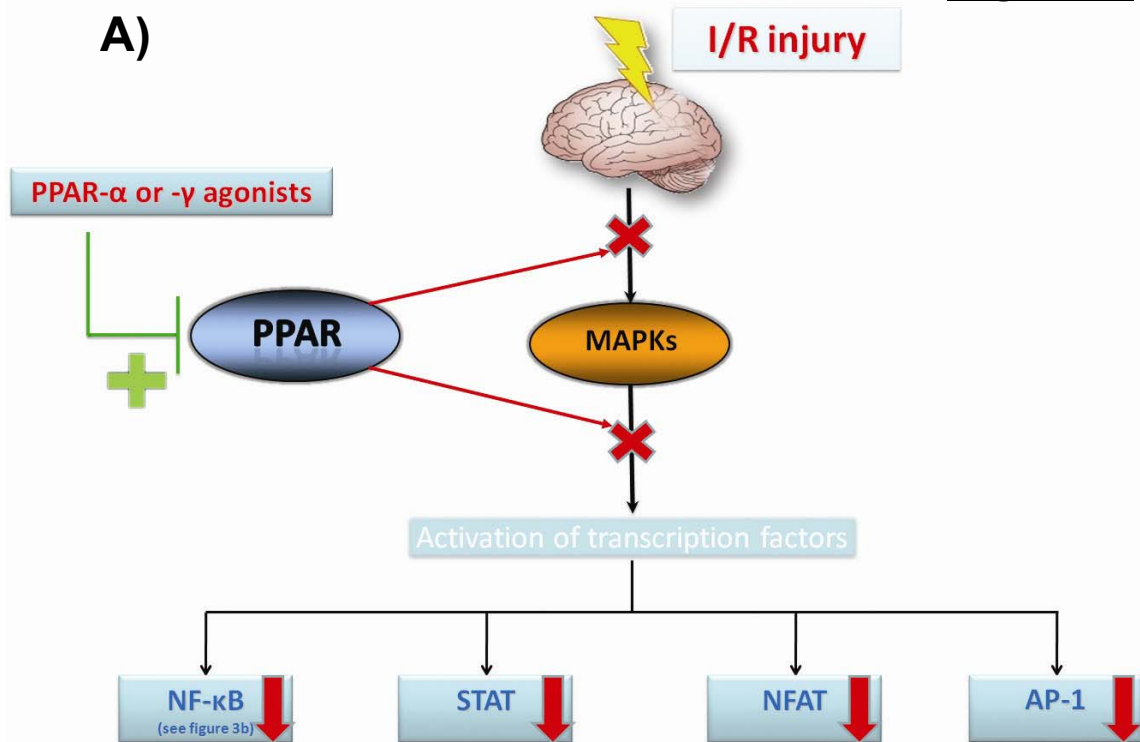 A)
I/R injury
PPAR-α or -γ agonists
PPAR
MAPKs
Activation of transcription factors
NF-κB
(see figure 3b)
STAT
NFAT
AP-1